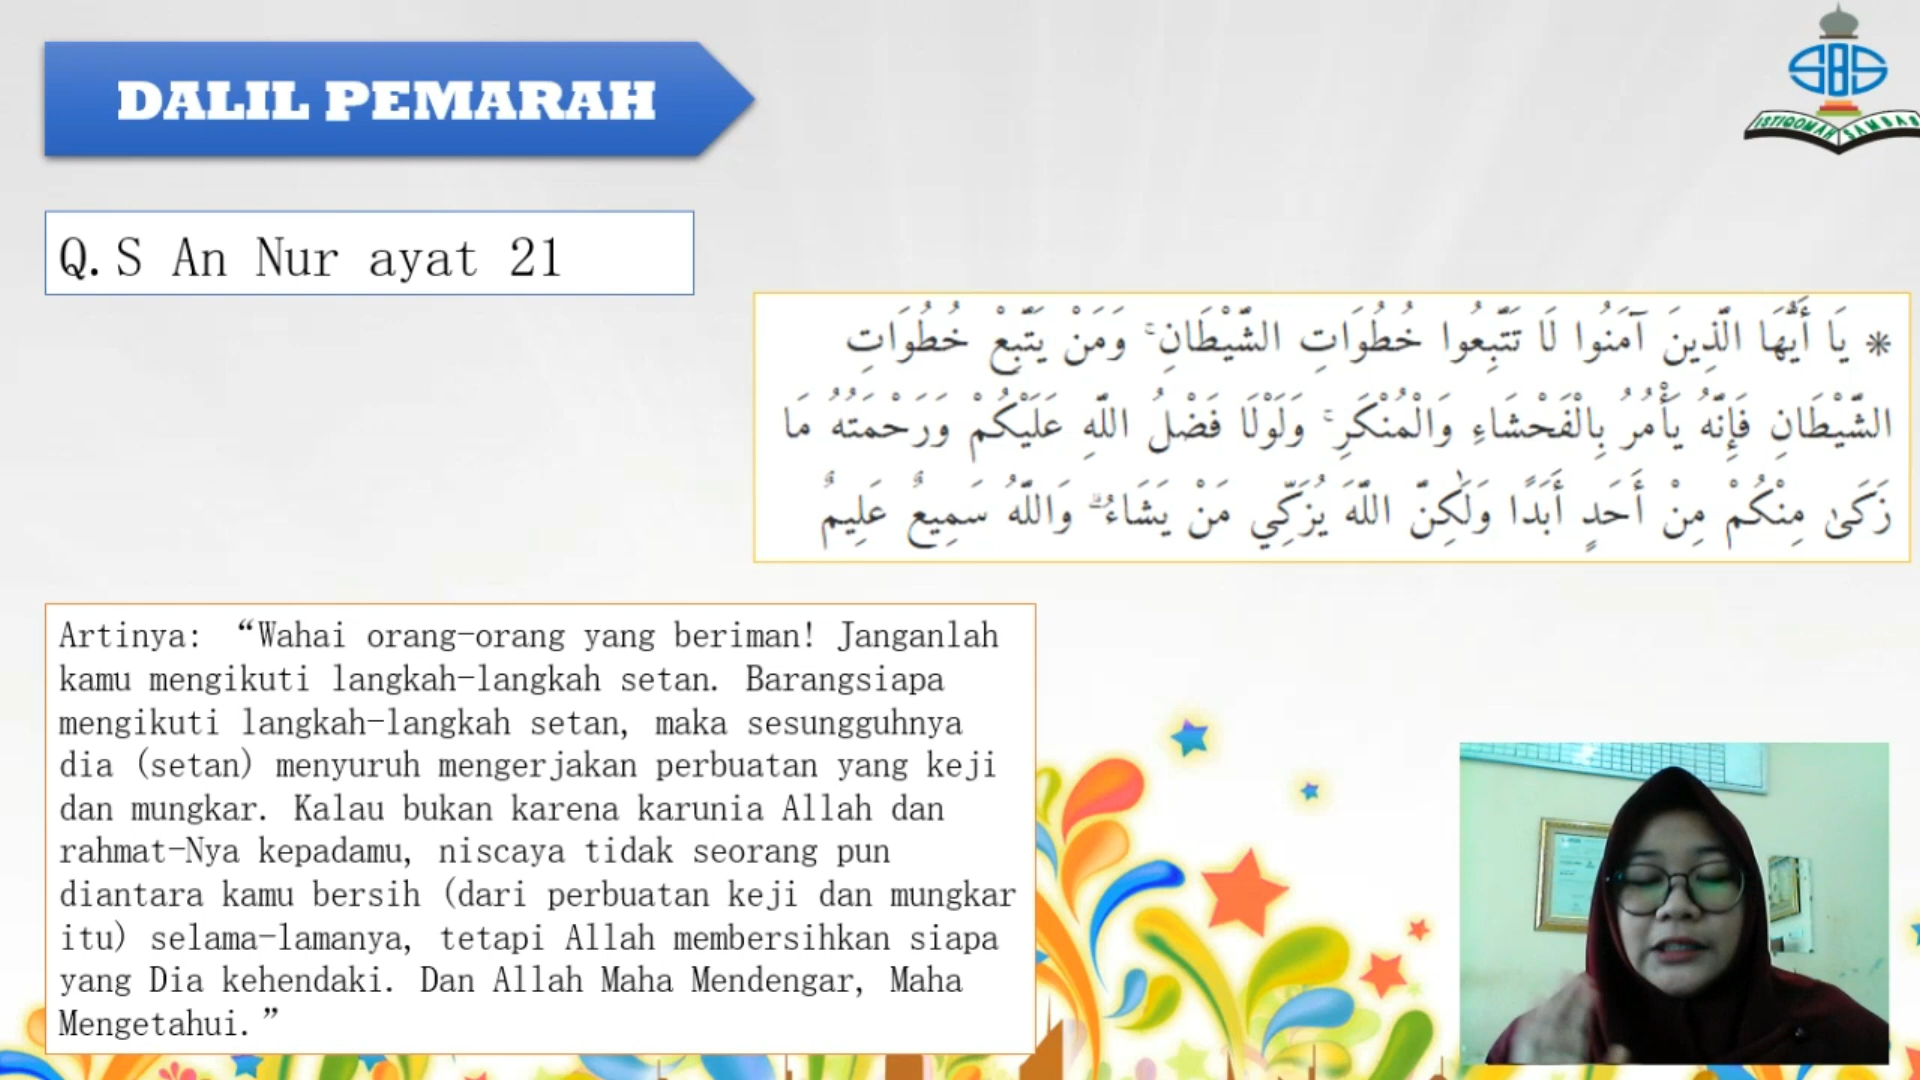 DALIL PEMARAH
SBS
ISTIQOMAH SAMBAS
Q.S An Nur ayat 21
* يَا أَيُّهَا الَّذِينَ آمَنُوا لَا تَتَّبِعُوا خُطُوَاتِ الشَّيْطَانِ ۚ وَمَنْ يَتَّبِعْ خُطُوَاتِ
الشَّيْطَانِ فَإِنَّهُ يَأْمُرُ بِالْفَحْشَاءِ وَالْمُنْكَرِ ۚ وَلَوْلَا فَضْلُ اللَّهِ عَلَيْكُمْ وَرَحْمَتُهُ مَا
زَكَىٰ مِنْكُمْ مِنْ أَحَدٍ أَبَدًا وَلَٰكِنَّ اللَّهَ يُزَكِّي مَنْ يَشَاءُ ۗ وَاللَّهُ سَمِيعٌ عَلِيمٌ
Artinya: “Wahai orang-orang yang beriman! Janganlah
kamu mengikuti langkah-langkah setan. Barangsiapa
mengikuti langkah-langkah setan, maka sesungguhnya
dia (setan) menyuruh mengerjakan perbuatan yang keji
dan mungkar. Kalau bukan karena karunia Allah dan
rahmat-Nya kepadamu, niscaya tidak seorang pun
diantara kamu bersih (dari perbuatan keji dan mungkar
itu) selama-lamanya, tetapi Allah membersihkan siapa
yang Dia kehendaki. Dan Allah Maha Mendengar, Maha
Mengetahui.”